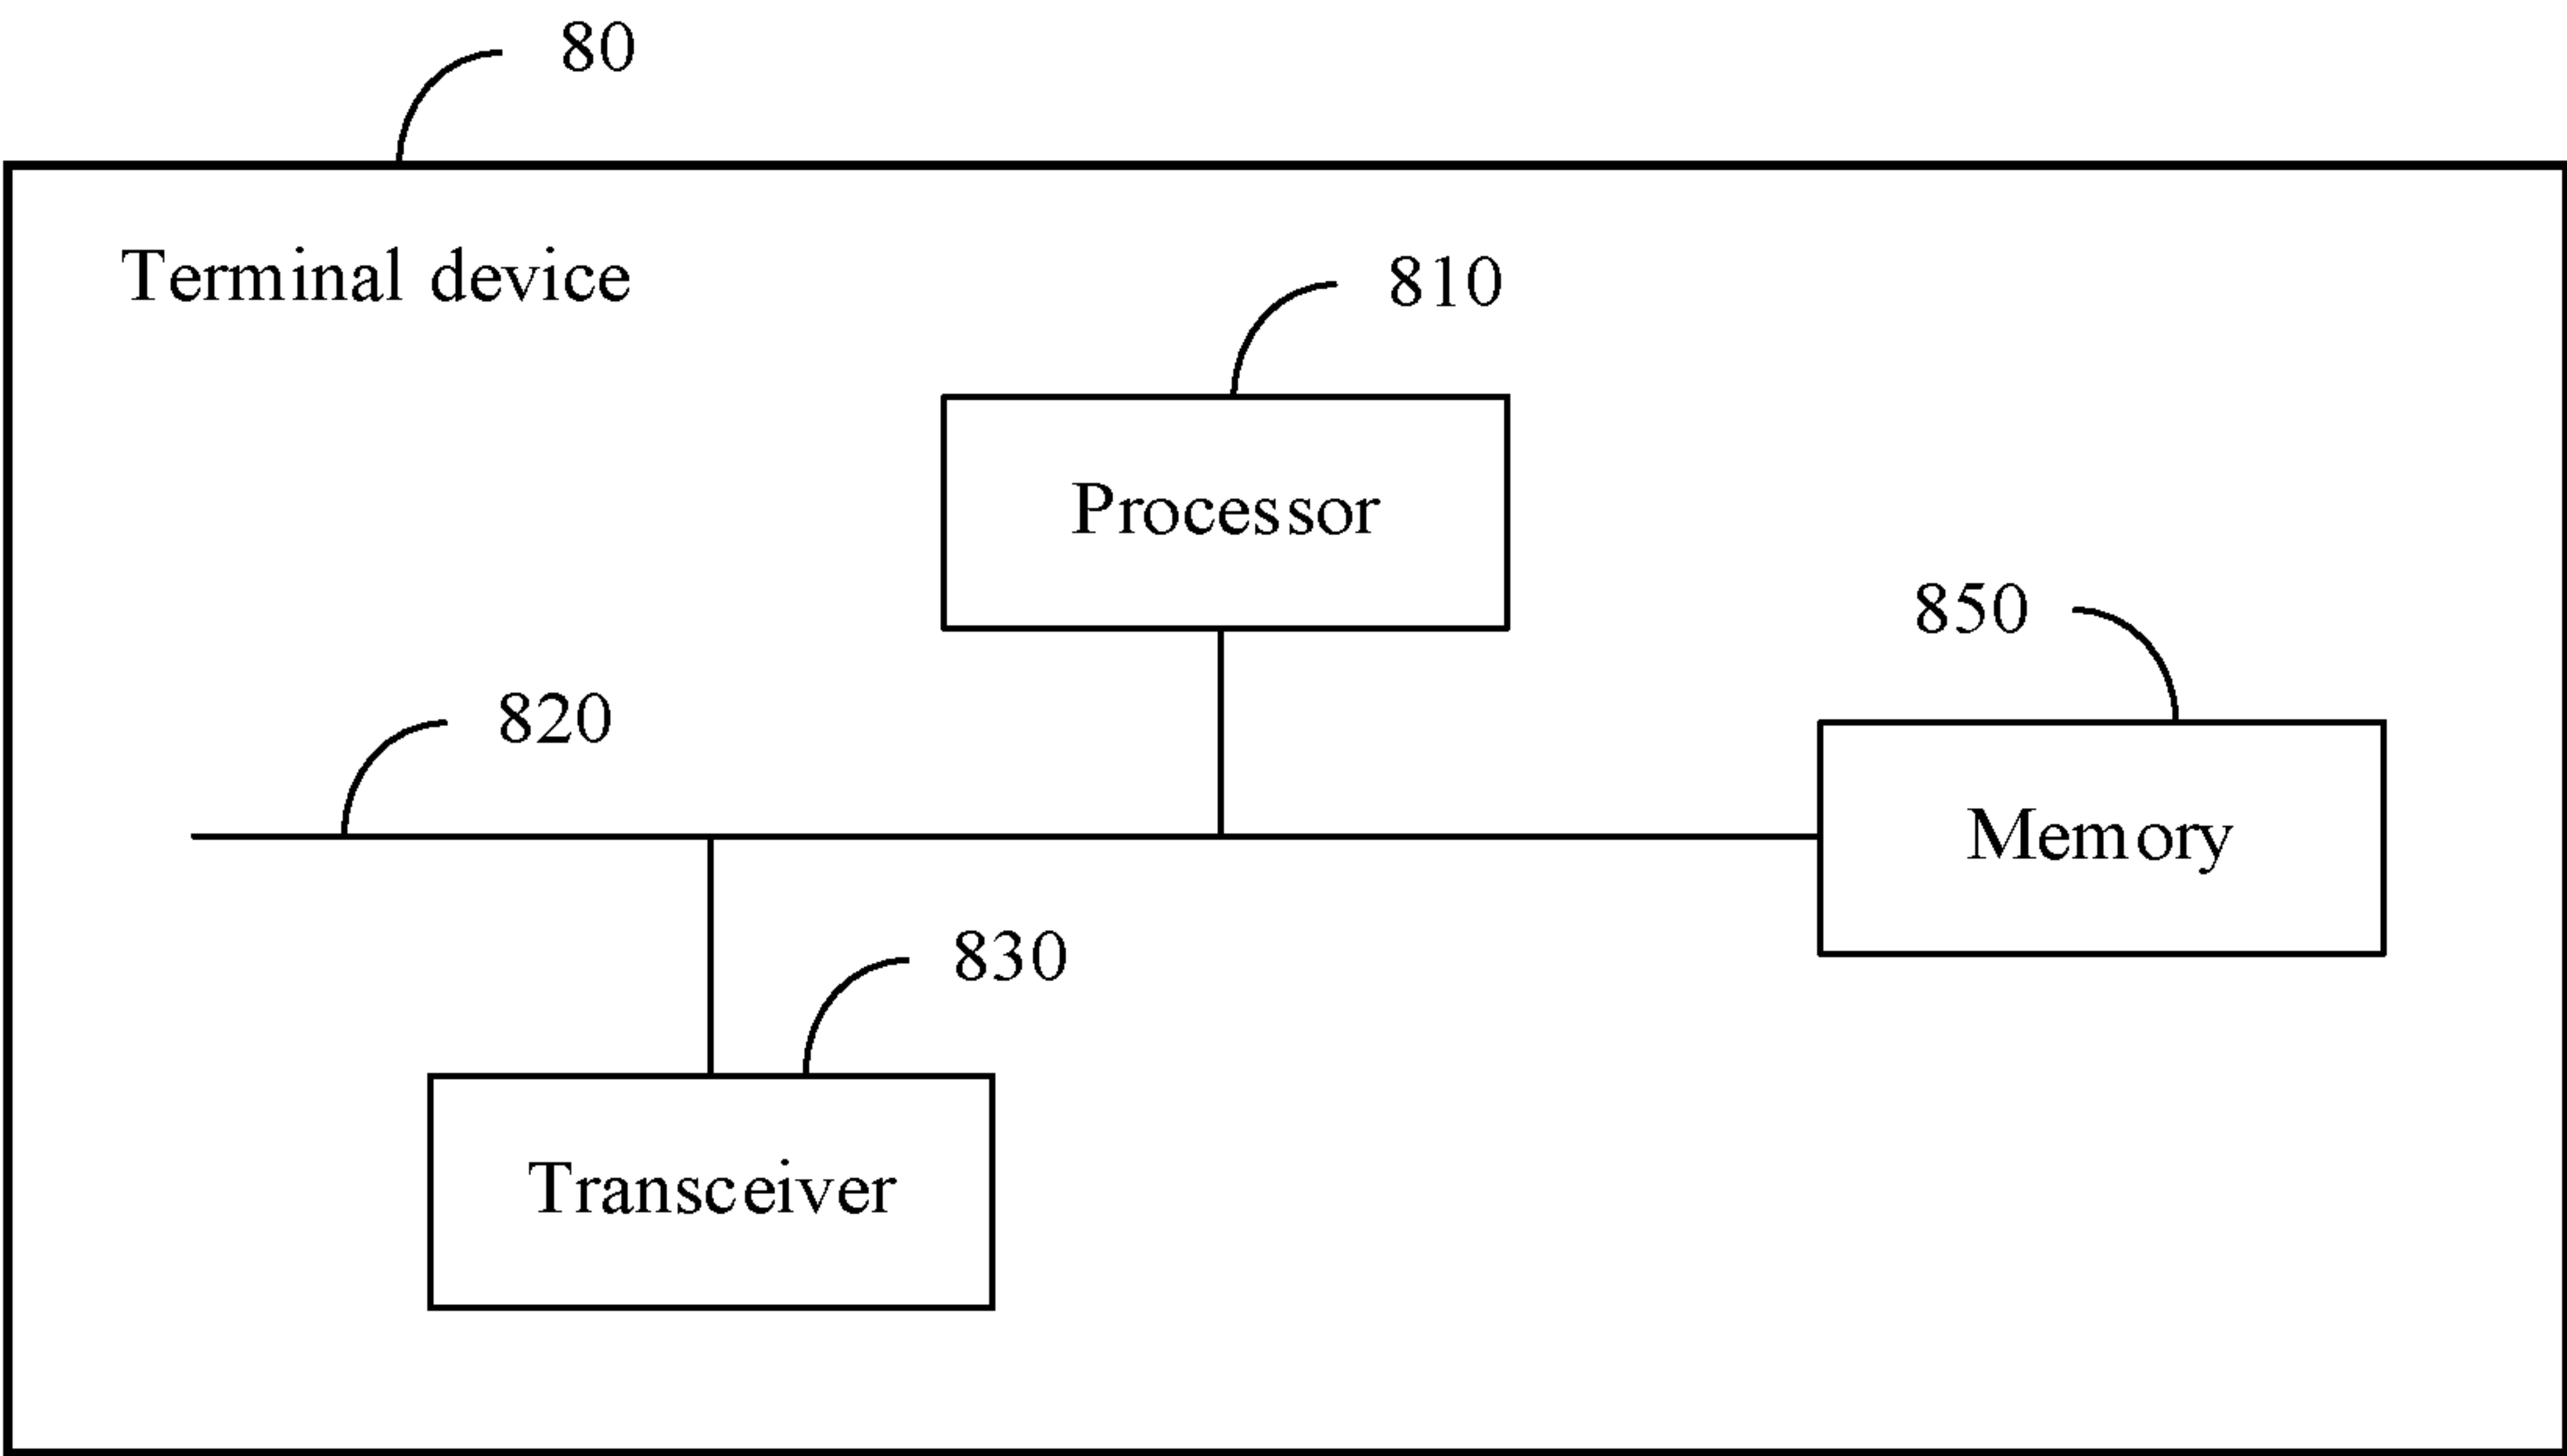 80
Terminal device
810
Processor
850
820
Memory
830
Transceiver